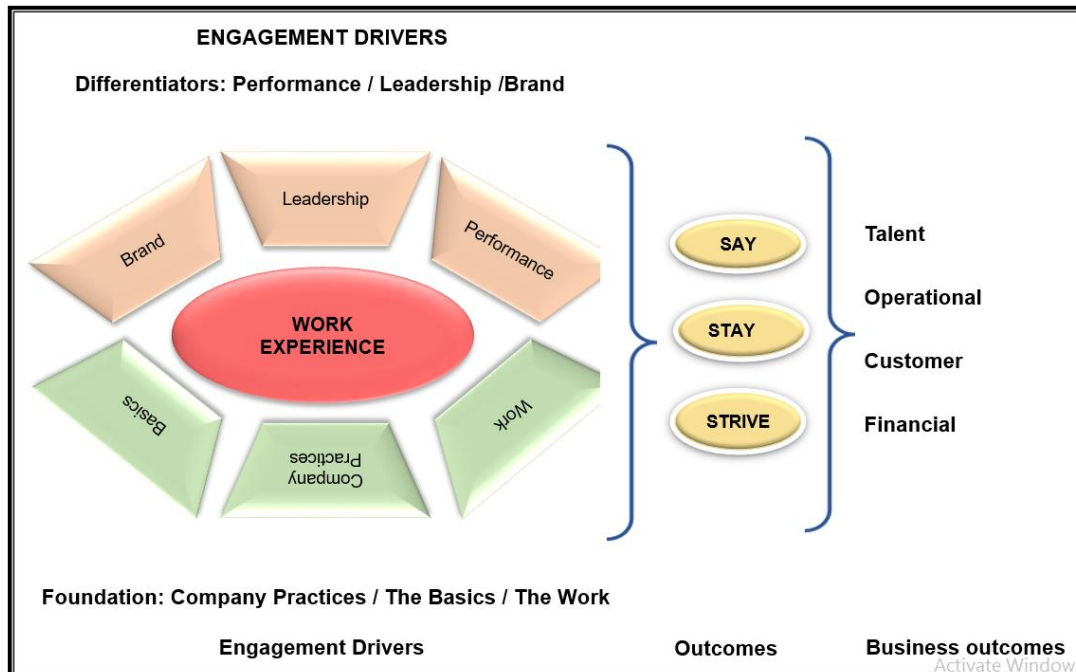 ENGAGEMENT DRIVERS
Differentiators: Performance / Leadership /Brand
Brand
Leadership
Performance
WORK
EXPERIENCE
Basics
Company
Practices
Work
SAY
STAY
STRIVE
Talent
Operational
Customer
Financial
Foundation: Company Practices / The Basics / The Work
Engagement Drivers
Outcomes
Business outcomes
Activate Window